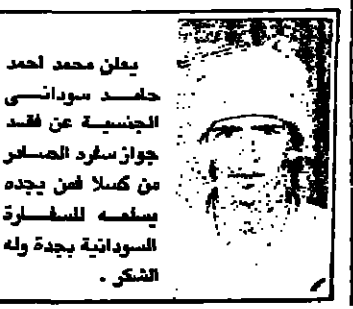 يعلن محمد احمد
حامد سودانى
الجنسية عن فقد
جواز سفره الصادر
من كسلا فمن يجده
يسلمه للسفارة
السودانية بجدة وله
الشكر .